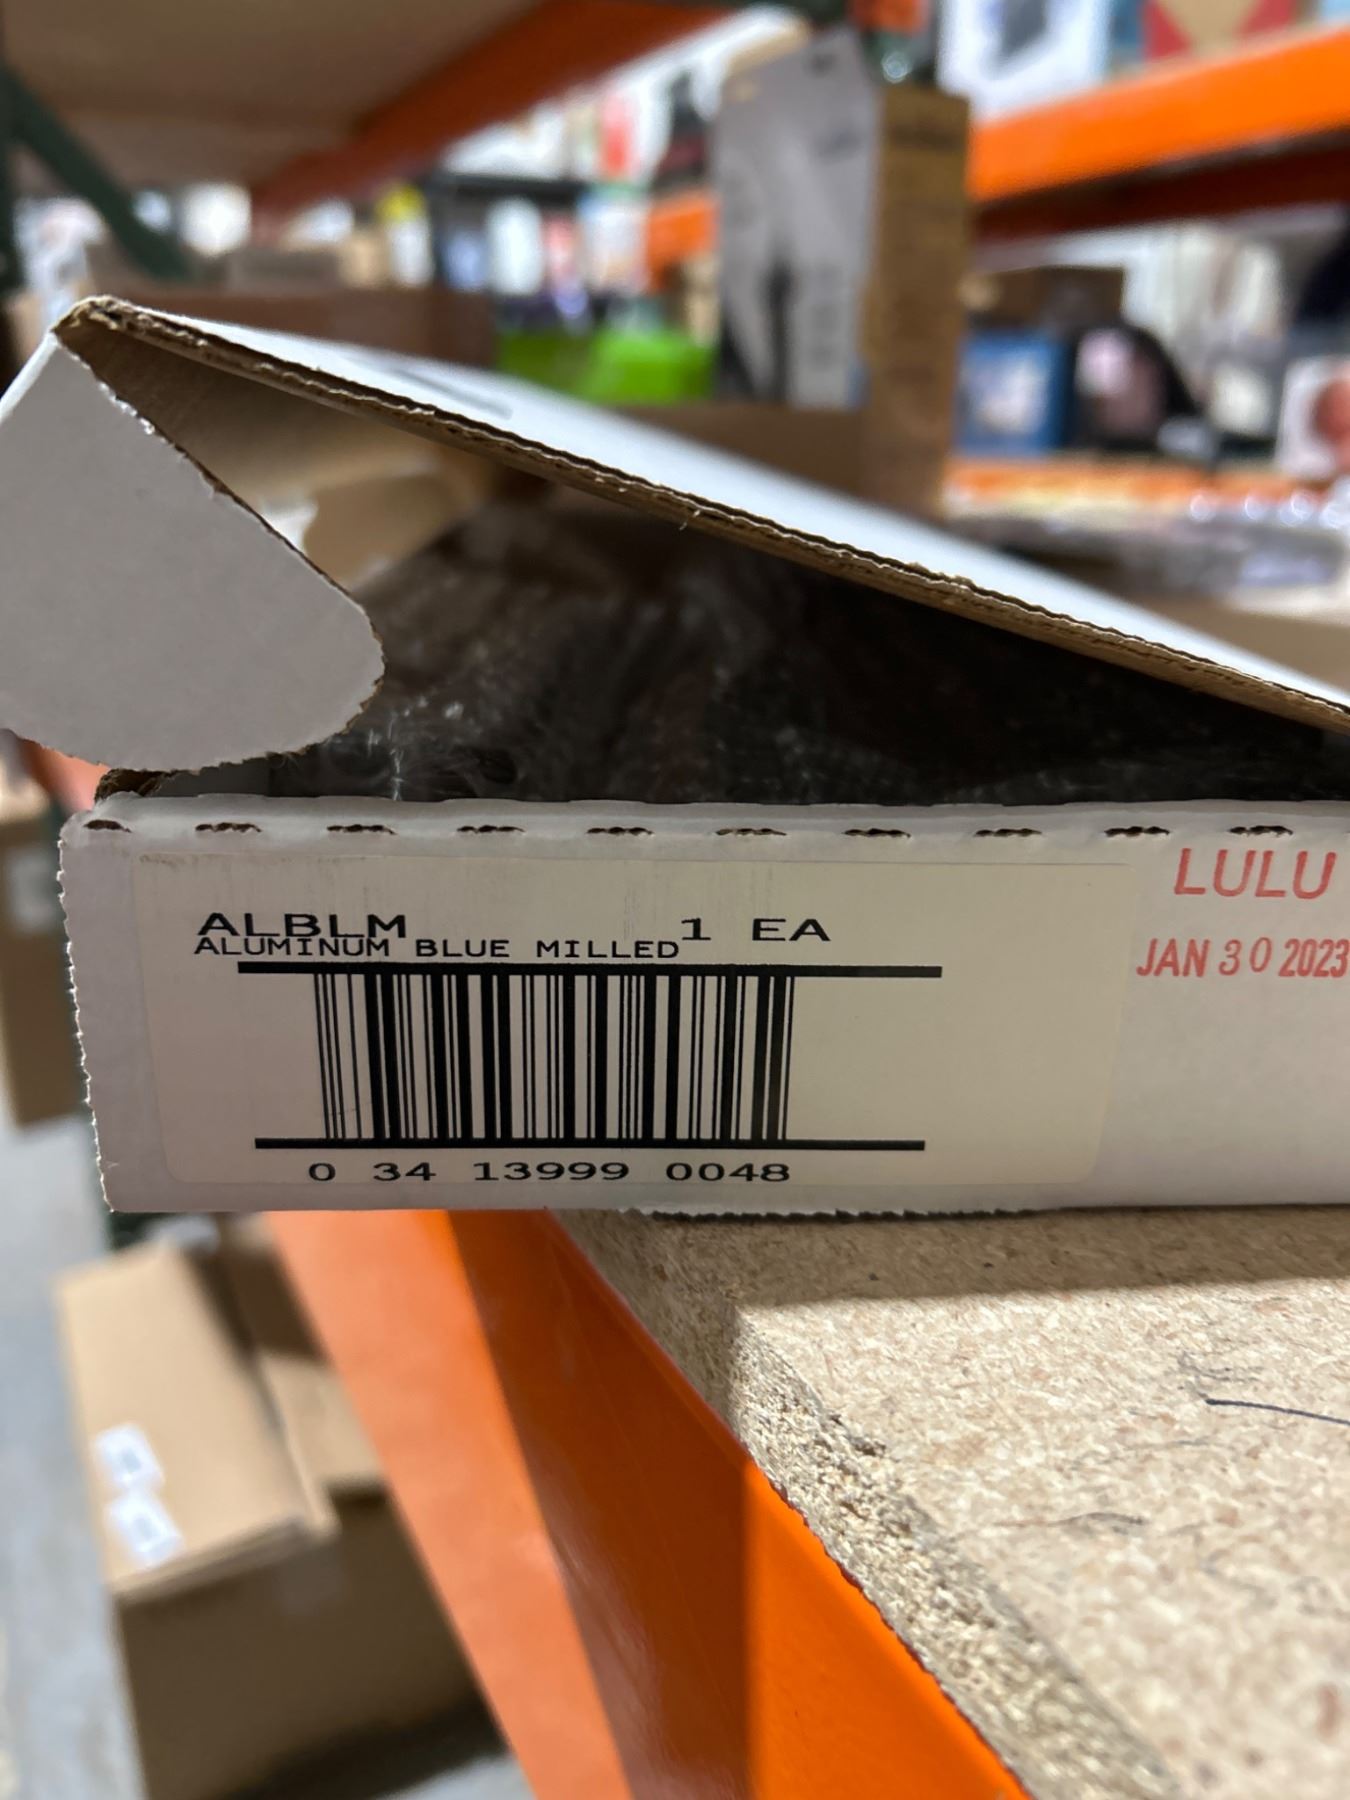 ALBLM 1 EA
ALUMINUM BLUE MILLED
0 34 13999 0048
LULU
JAN 30 2023